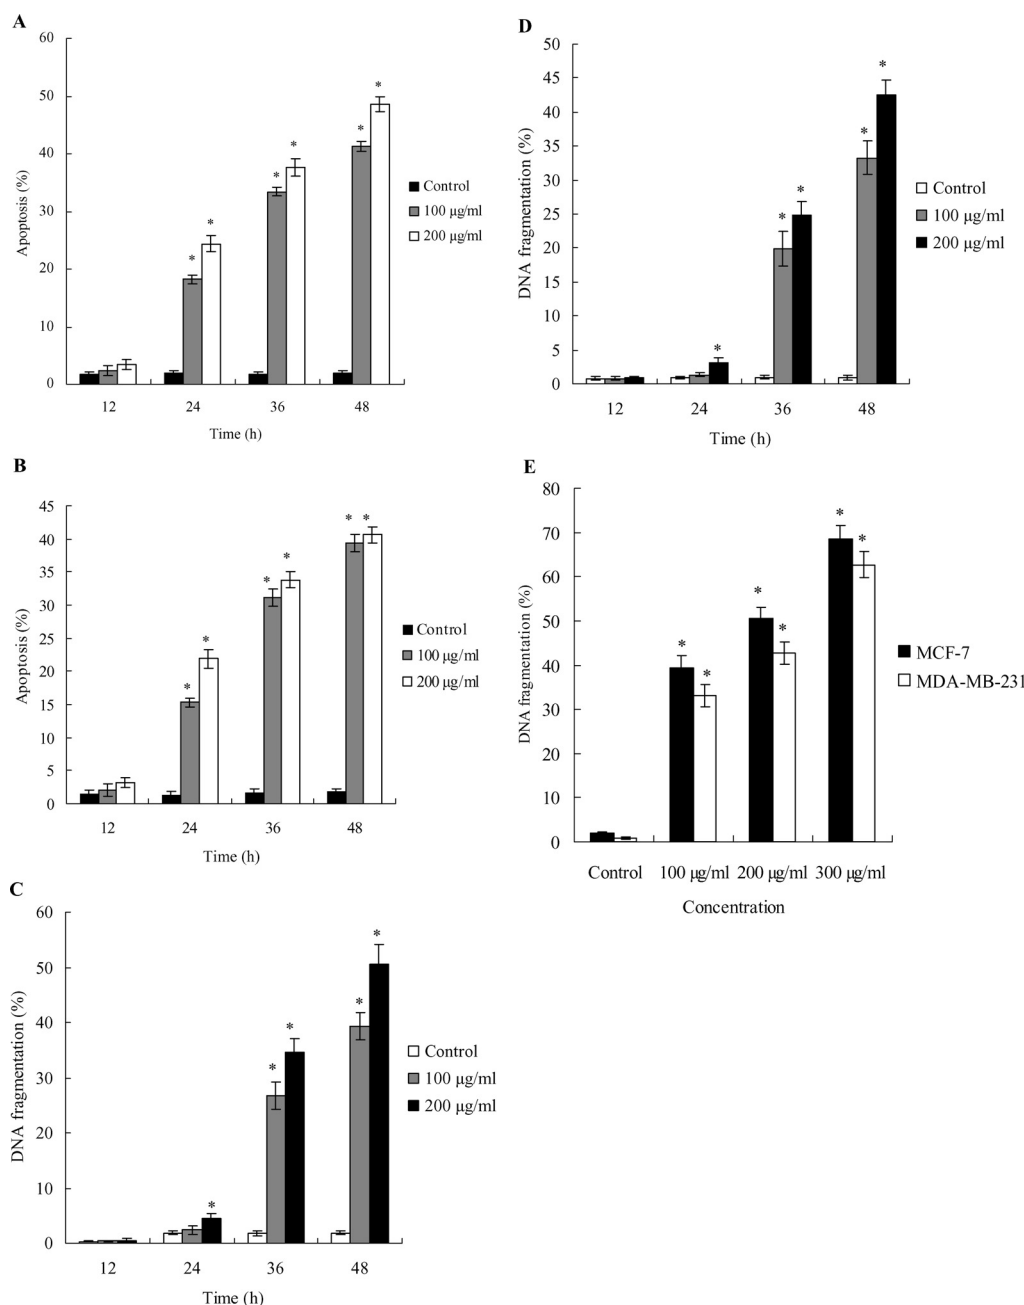 A
60
50
40
30
20
10
0
Apoptosis (%)
* * * * * *
12 24 36 48
Time (h)
Control
100 μg/ml
200 μg/ml
B
45
40
35
30
25
20
15
10
5
0
Apoptosis (%)
* * * * * *
12 24 36 48
Time (h)
Control
100 μg/ml
200 μg/ml
C
60
50
40
30
20
10
0
DNA fragmentation (%)
* * * * *
12 24 36 48
Time (h)
Control
100 μg/ml
200 μg/ml
D
50
45
40
35
30
25
20
15
10
5
0
DNA fragmentation (%)
* * * * *
12 24 36 48
Time (h)
Control
100 μg/ml
200 μg/ml
E
80
70
60
50
40
30
20
10
0
DNA fragmentation (%)
* * * * * *
Control 100 μg/ml 200 μg/ml 300 μg/ml
Concentration
MCF-7
MDA-MB-231